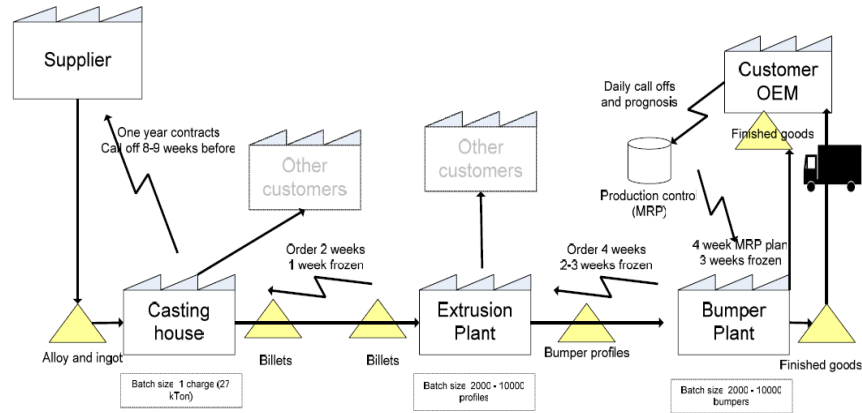 Supplier
Customer
OEM
Daily call offs
and prognosis
Finished goods
One year contracts
Call off 8-9 weeks before
Other
customers
Other
customers
Production control
(MRP)
Order 2 weeks
1 week frozen
Order 4 weeks
2-3 weeks frozen
4 week MRP plan
3 weeks frozen
Casting
house
Extrusion
Plant
Bumper
Plant
Alloy and ingot
Billets
Billets
Bumper profiles
Finished goods
Batch size 1 charge (27
kTon)
Batch size 2000 - 10000
profiles
Batch size 2000 - 10000
bumpers